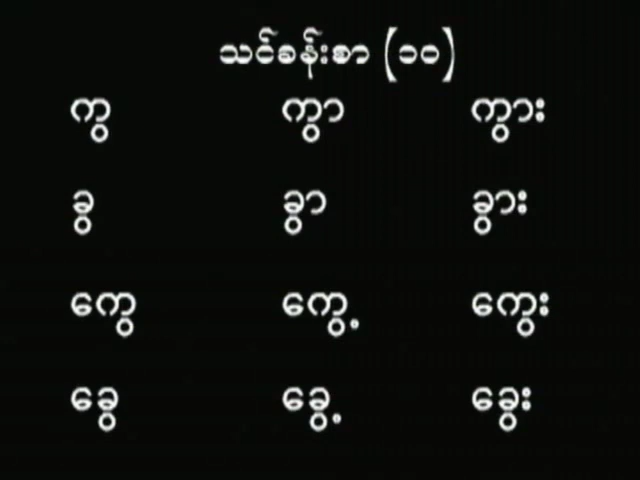 သင်ခန်းစာ (၁၀)
ကွ ကွာ ကွား
ခွ ခွာ ခွား
ကွေ ကွေ့ ကွေး
ခွေ ခွေ့ ခွေး